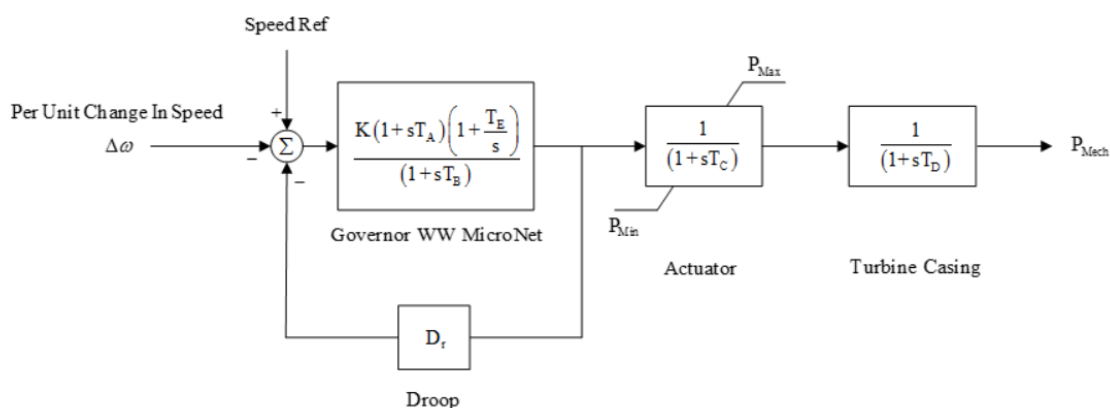 Speed Ref
P_Max
Per Unit Change In Speed
Δω
+
−
−
Σ
K(1+sT_A)(1+T_E/s)
(1+sT_B)
1
(1+sT_C)
1
(1+sT_D)
P_Mech
P_Min
Governor WW MicroNet
Actuator
Turbine Casing
D_r
Droop